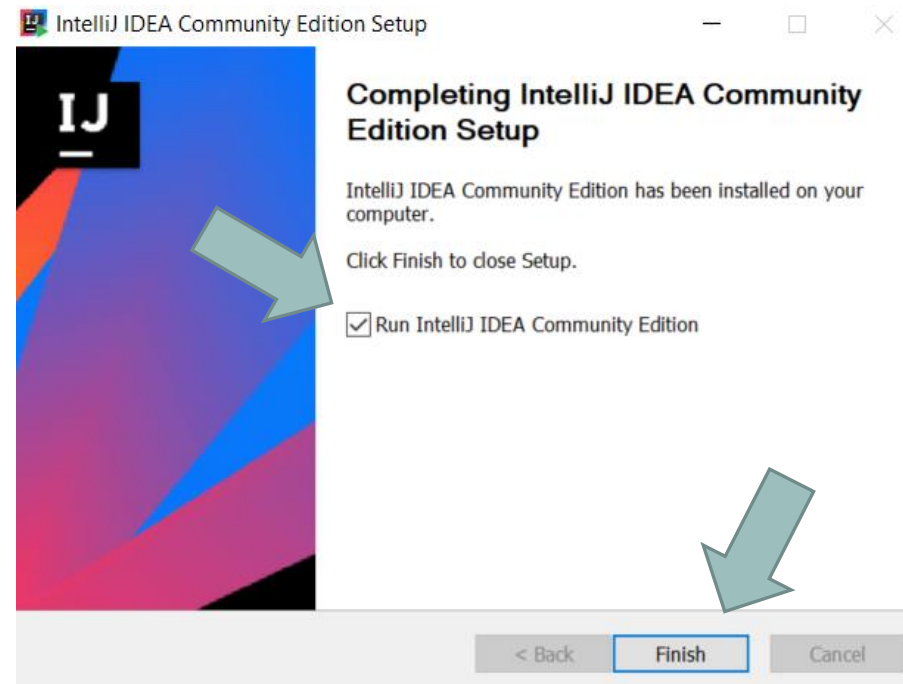 IntelliJ IDEA Community Edition Setup
IJ
Completing IntelliJ IDEA Community
Edition Setup
IntelliJ IDEA Community Edition has been installed on your
computer.
Click Finish to close Setup.
Run IntelliJ IDEA Community Edition
< Back Finish Cancel